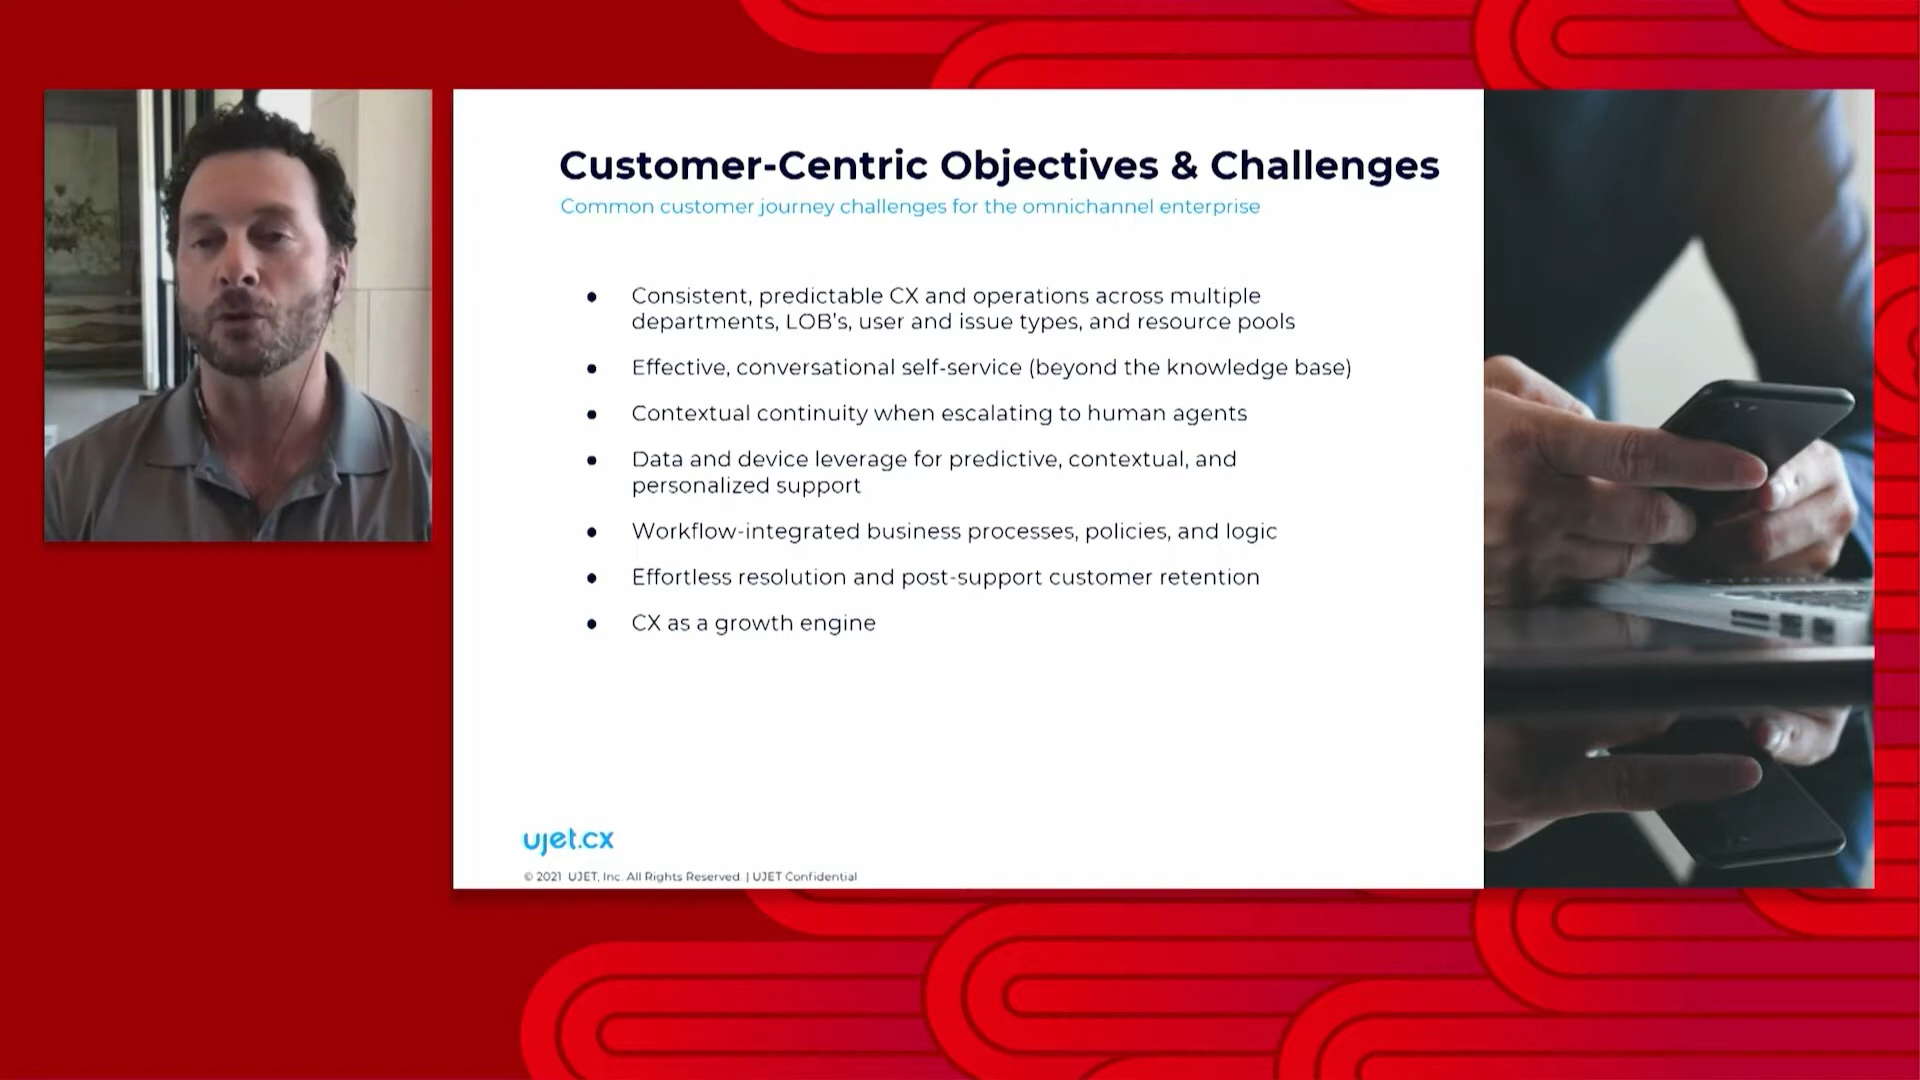 Customer-Centric Objectives & Challenges
Common customer journey challenges for the omnichannel enterprise
● Consistent, predictable CX and operations across multiple
departments, LOB's, user and issue types, and resource pools
● Effective, conversational self-service (beyond the knowledge base)
● Contextual continuity when escalating to human agents
● Data and device leverage for predictive, contextual, and
personalized support
● Workflow-integrated business processes, policies, and logic
● Effortless resolution and post-support customer retention
● CX as a growth engine
ujet.cx
© 2021 UJET, Inc. All Rights Reserved. | UJET Confidential